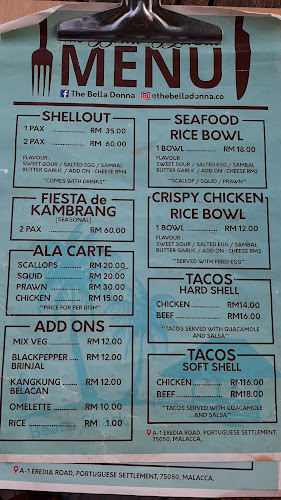 MENU
The Bella Donna @thebelladonna.co
SHELLOUT
1 PAX ........ RM 35.00
2 PAX ........ RM 60.00
FLAVOUR :
SWEET SOUR / SALTED EGG / SAMBAL
BUTTER GARLIC / ADD ON : CHEESE RM4
"COMES WITH DRINKS"
FIESTA de
KAMBRANG
(SEASONAL)
2 PAX ........ RM 60.00
ALA CARTE
SCALLOPS ........ RM 20.00
SQUID ........ RM 20.00
PRAWN ........ RM 30.00
CHICKEN ........ RM 15.00
"PRICE FOR PER DISH"
ADD ONS
MIX VEG ........ RM 12.00
BLACKPEPPER ........ RM 12.00
BRINJAL
KANGKUNG ........ RM 12.00
BELACAN
OMELETTE ........ RM 10.00
RICE ........ RM 1.00
SEAFOOD
RICE BOWL
1 BOWL ........ RM 18.00
FLAVOUR :
SWEET SOUR / SALTED EGG / SAMBAL
BUTTER GARLIC / ADD ON : CHEESE RM2
"SCALLOP / SQUID / PRAWN"
CRISPY CHICKEN
RICE BOWL
1 BOWL ........ RM 12.00
FLAVOUR :
SWEET SOUR / SALTED EGG / SAMBAL
BUTTER GARLIC / ADD ON : CHEESE RM2
"SERVED WITH FRIED EGG"
TACOS
HARD SHELL
CHICKEN ........ RM14.00
BEEF ........ RM116.00
"TACOS SERVED WITH GUACAMOLE
AND SALSA"
TACOS
SOFT SHELL
CHICKEN ........ RM116.00
BEEF ........ RM118.00
"TACOS SERVED WITH GUACAMOLE
AND SALSA"
A-1 EREDIA ROAD, PORTUGUESE SETTLEMENT,
75050, MALACCA.
A-1 EREDIA ROAD, PORTUGUESE SETTLEMENT, 75050, MALACCA.